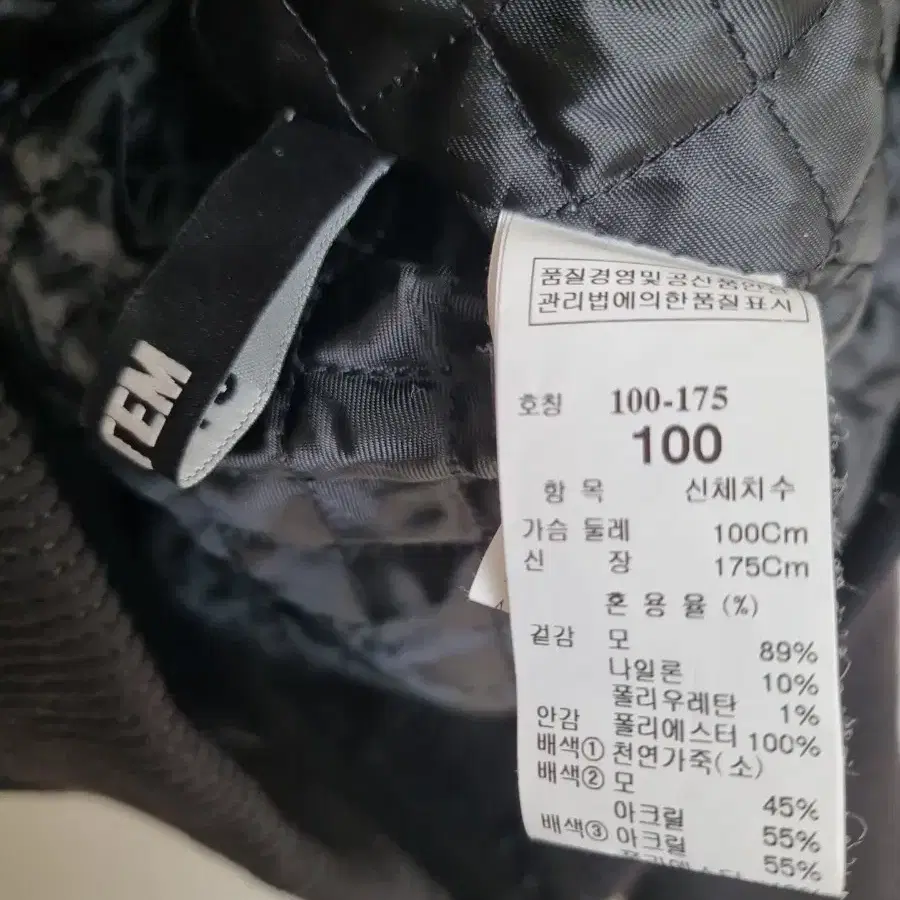 TEM
품질경영및공산품안전
관리법에의한품질표시
호칭 100-175
100
항 목 신체치수
가슴 둘레 100Cm
신 장 175Cm
혼 용 율 (%)
겉감 모 89%
나일론 10%
폴리우레탄 1%
안감 폴리에스터 100%
배색① 천연가죽(소)
배색② 모 45%
아크릴 55%
배색③ 아크릴 55%